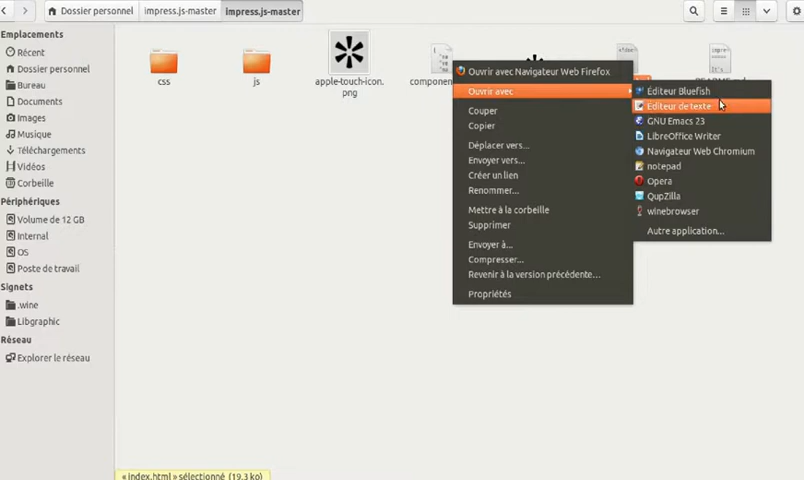 Dossier personnel
impress.js-master
impress.js-master
Emplacements
Récent
Dossier personnel
Bureau
Documents
Images
Musique
Téléchargements
Vidéos
Corbeille
Périphériques
Volume de 12 GB
Internal
OS
Poste de travail
Signets
.wine
Libgraphic
Réseau
Explorer le réseau
css
js
apple-touch-icon.
png
Ouvrir avec Navigateur Web Firefox
Ouvrir avec
Couper
Copier
Déplacer vers...
Envoyer vers...
Créer un lien
Renommer...
Mettre à la corbeille
Supprimer
Envoyer à...
Compresser...
Revenir à la version précédente...
Propriétés
Éditeur Bluefish
Éditeur de texte
GNU Emacs 23
LibreOffice Writer
Navigateur Web Chromium
notepad
Opera
QupZilla
winebrowser
Autre application...
« index.html » sélectionné (19,3 ko)